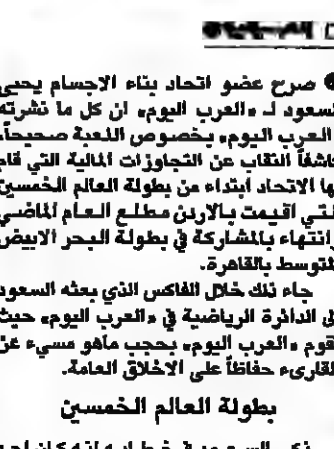 صرح عضو اتحاد بناء الاجسام يحيى
السعود لـ «العرب اليوم» ان كل ما نشرته
«العرب اليوم» بخصوص اللعبة صحيحاً،
كاشفاً النقاب عن التجاوزات المالية التي قام
بها الاتحاد ابتداء من بطولة العالم الخمسين
التي اقيمت بالاردن مطلع العام الماضي
وانتهاء بالمشاركة في بطولة البحر الابيض
المتوسط بالقاهرة.
جاء ذلك خلال الفاكس الذي بعثه السعود
الى الدائرة الرياضية في «العرب اليوم» حيث
تقوم «العرب اليوم» بحجب ماهو مسيء عن
القارىء حفاظاً على الاخلاق العامة.
بطولة العالم الخمسين